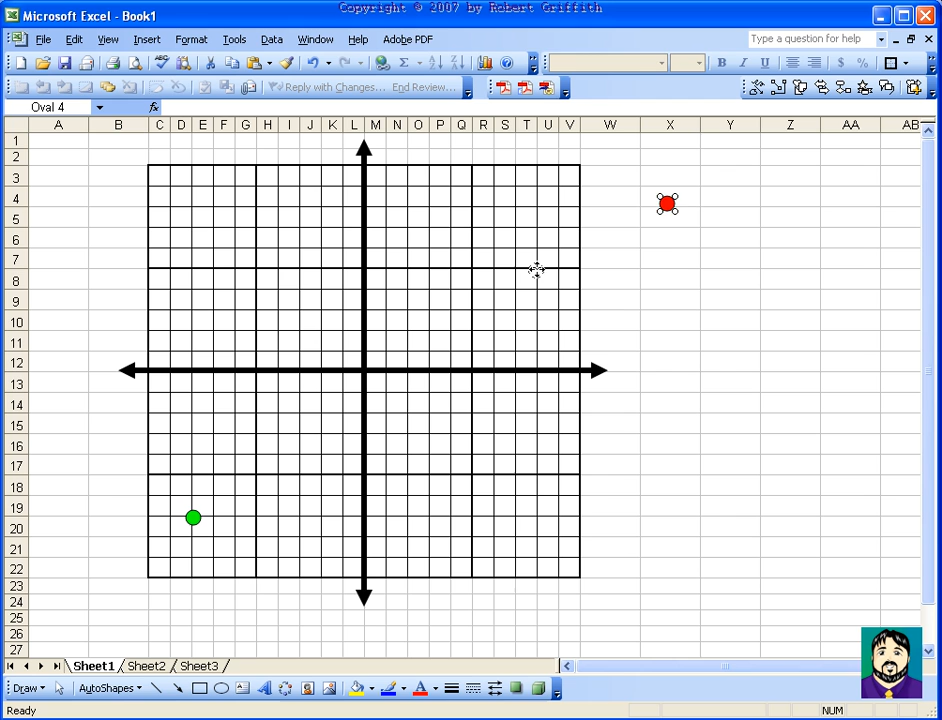 Copyright © 2007 by Robert Griffith
Microsoft Excel - Book1
File Edit View Insert Format Tools Data Window Help Adobe PDF
Type a question for help
Reply with Changes... End Review...
B I U $ %
Oval 4 fx
A B C D E F G H I J K L M N O P Q R S T U V W X Y Z AA AB
1
2
3
4
5
6
7
8
9
10
11
12
13
14
15
16
17
18
19
20
21
22
23
24
25
26
27
Sheet1 Sheet2 Sheet3
Draw AutoShapes
Ready NUM